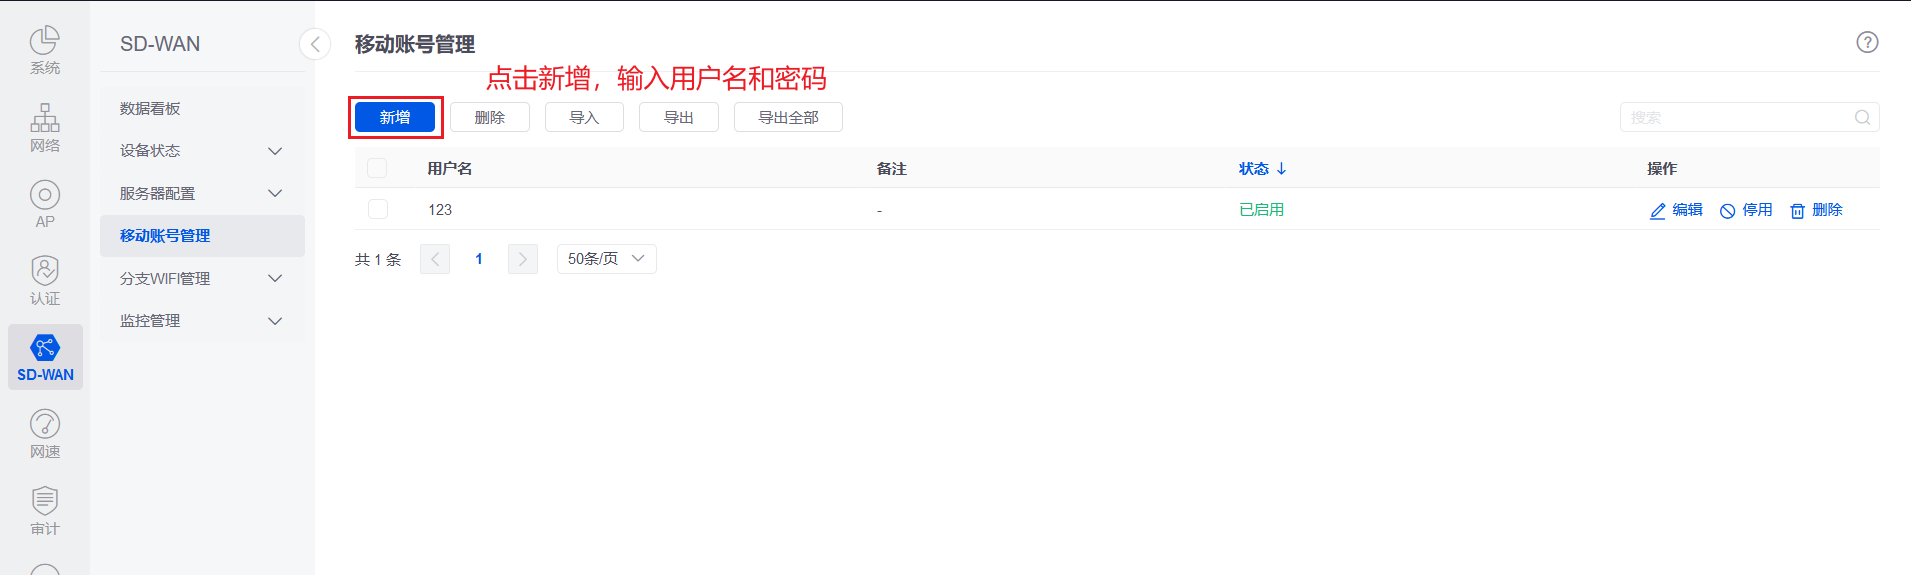 系统
网络
AP
认证
SD-WAN
网速
审计
SD-WAN
数据看板
设备状态
服务器配置
移动账号管理
分支WIFI管理
监控管理
移动账号管理
点击新增，输入用户名和密码
新增 删除 导入 导出 导出全部 搜索
用户名 备注 状态 操作
123 - 已启用 编辑 停用 删除
共 1 条 1 50条/页